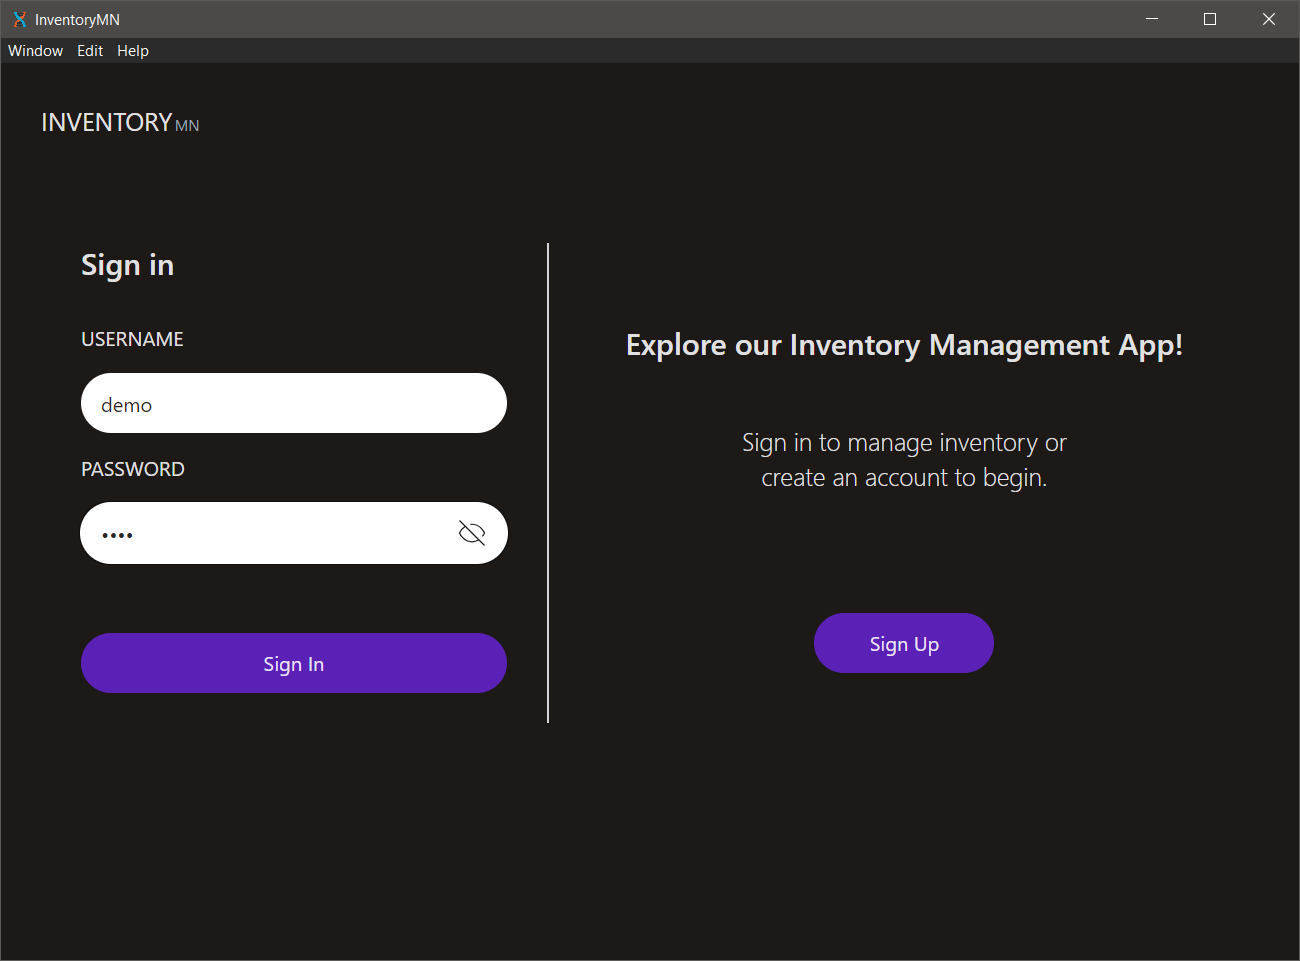 InventoryMN
Window Edit Help
INVENTORY MN
Sign in
USERNAME
demo
PASSWORD
••••
Sign In
Explore our Inventory Management App!
Sign in to manage inventory or
create an account to begin.
Sign Up